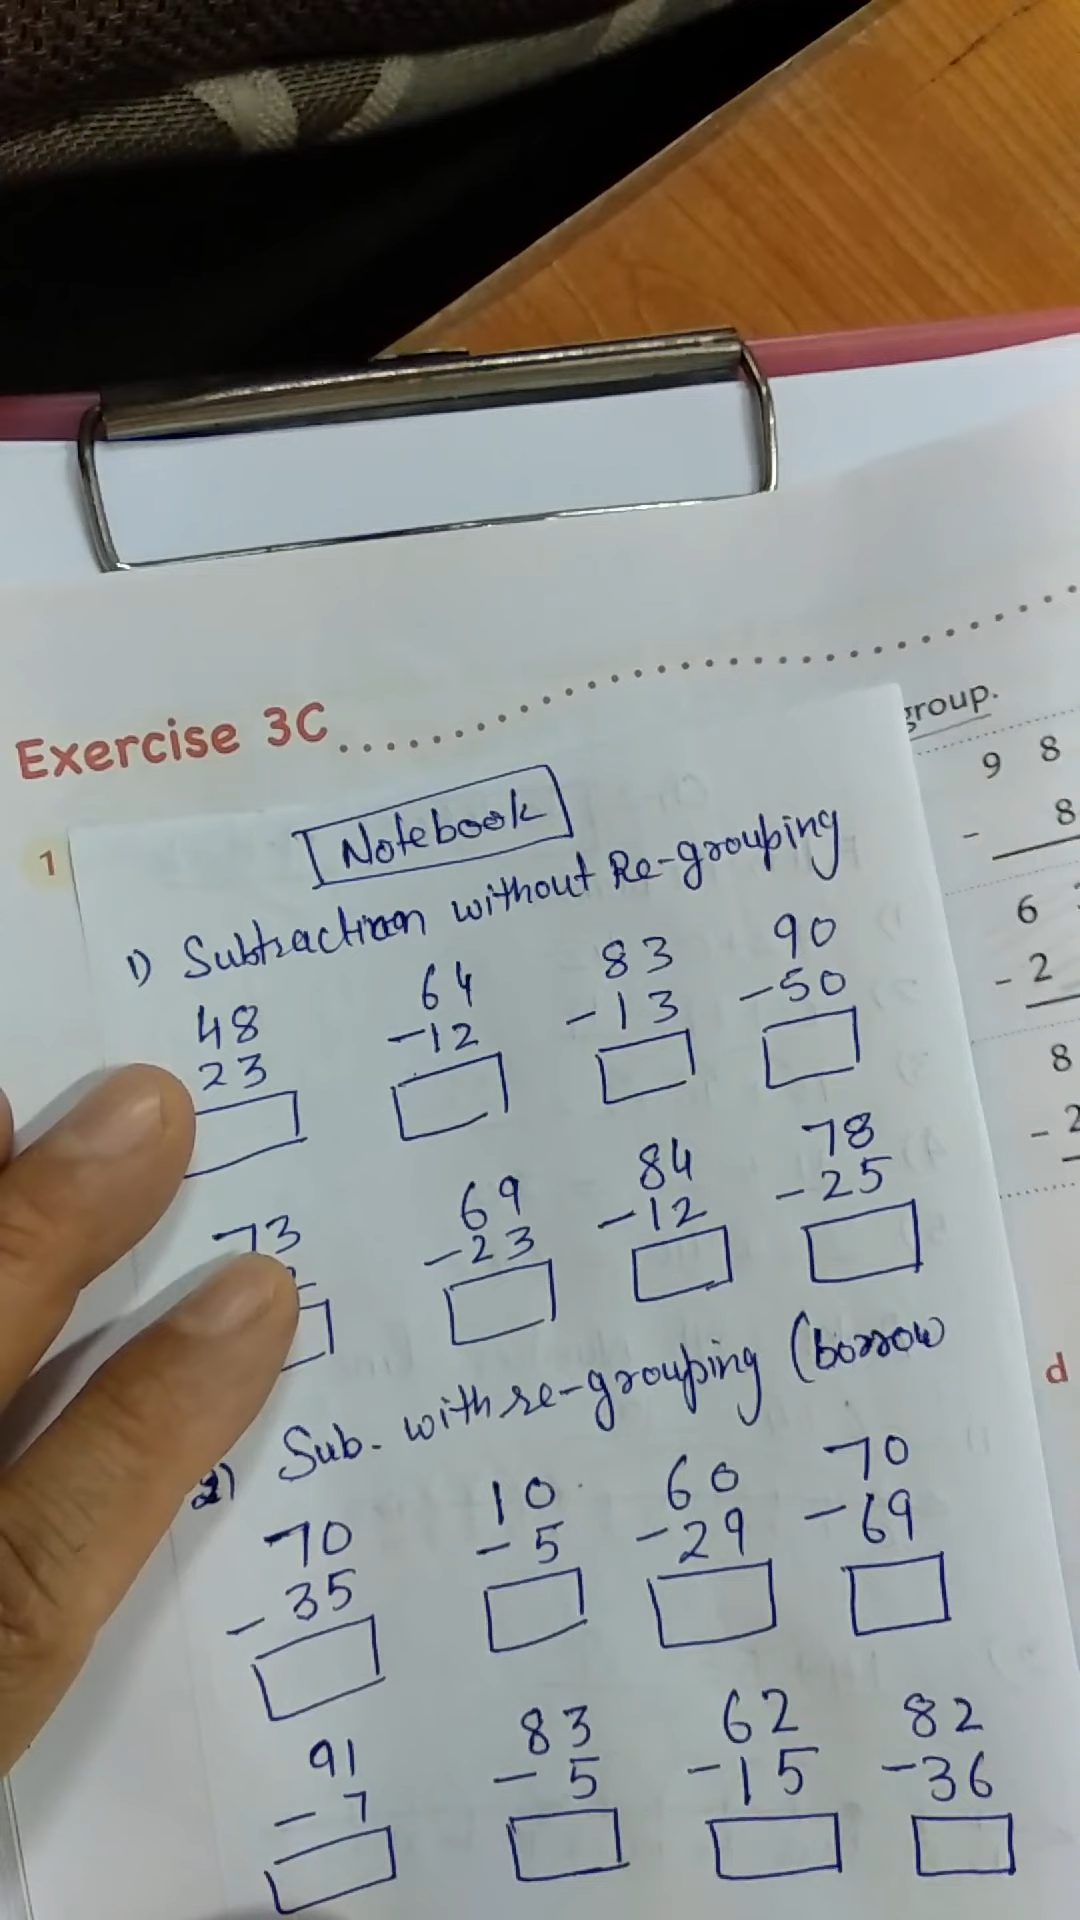 Exercise 3C
group.
1
Notebook
1) Subtraction without Re-grouping
48 64 83 90
23 -12 -13 -50
73 69 84 78
-23 -12 -25
2) Sub. with re-grouping (borrow
70 10 60 70
-35 -5 -29 -69
91 83 62 82
-7 -5 -15 -36
9 8
- 8
6
- 2
8
- 2
d